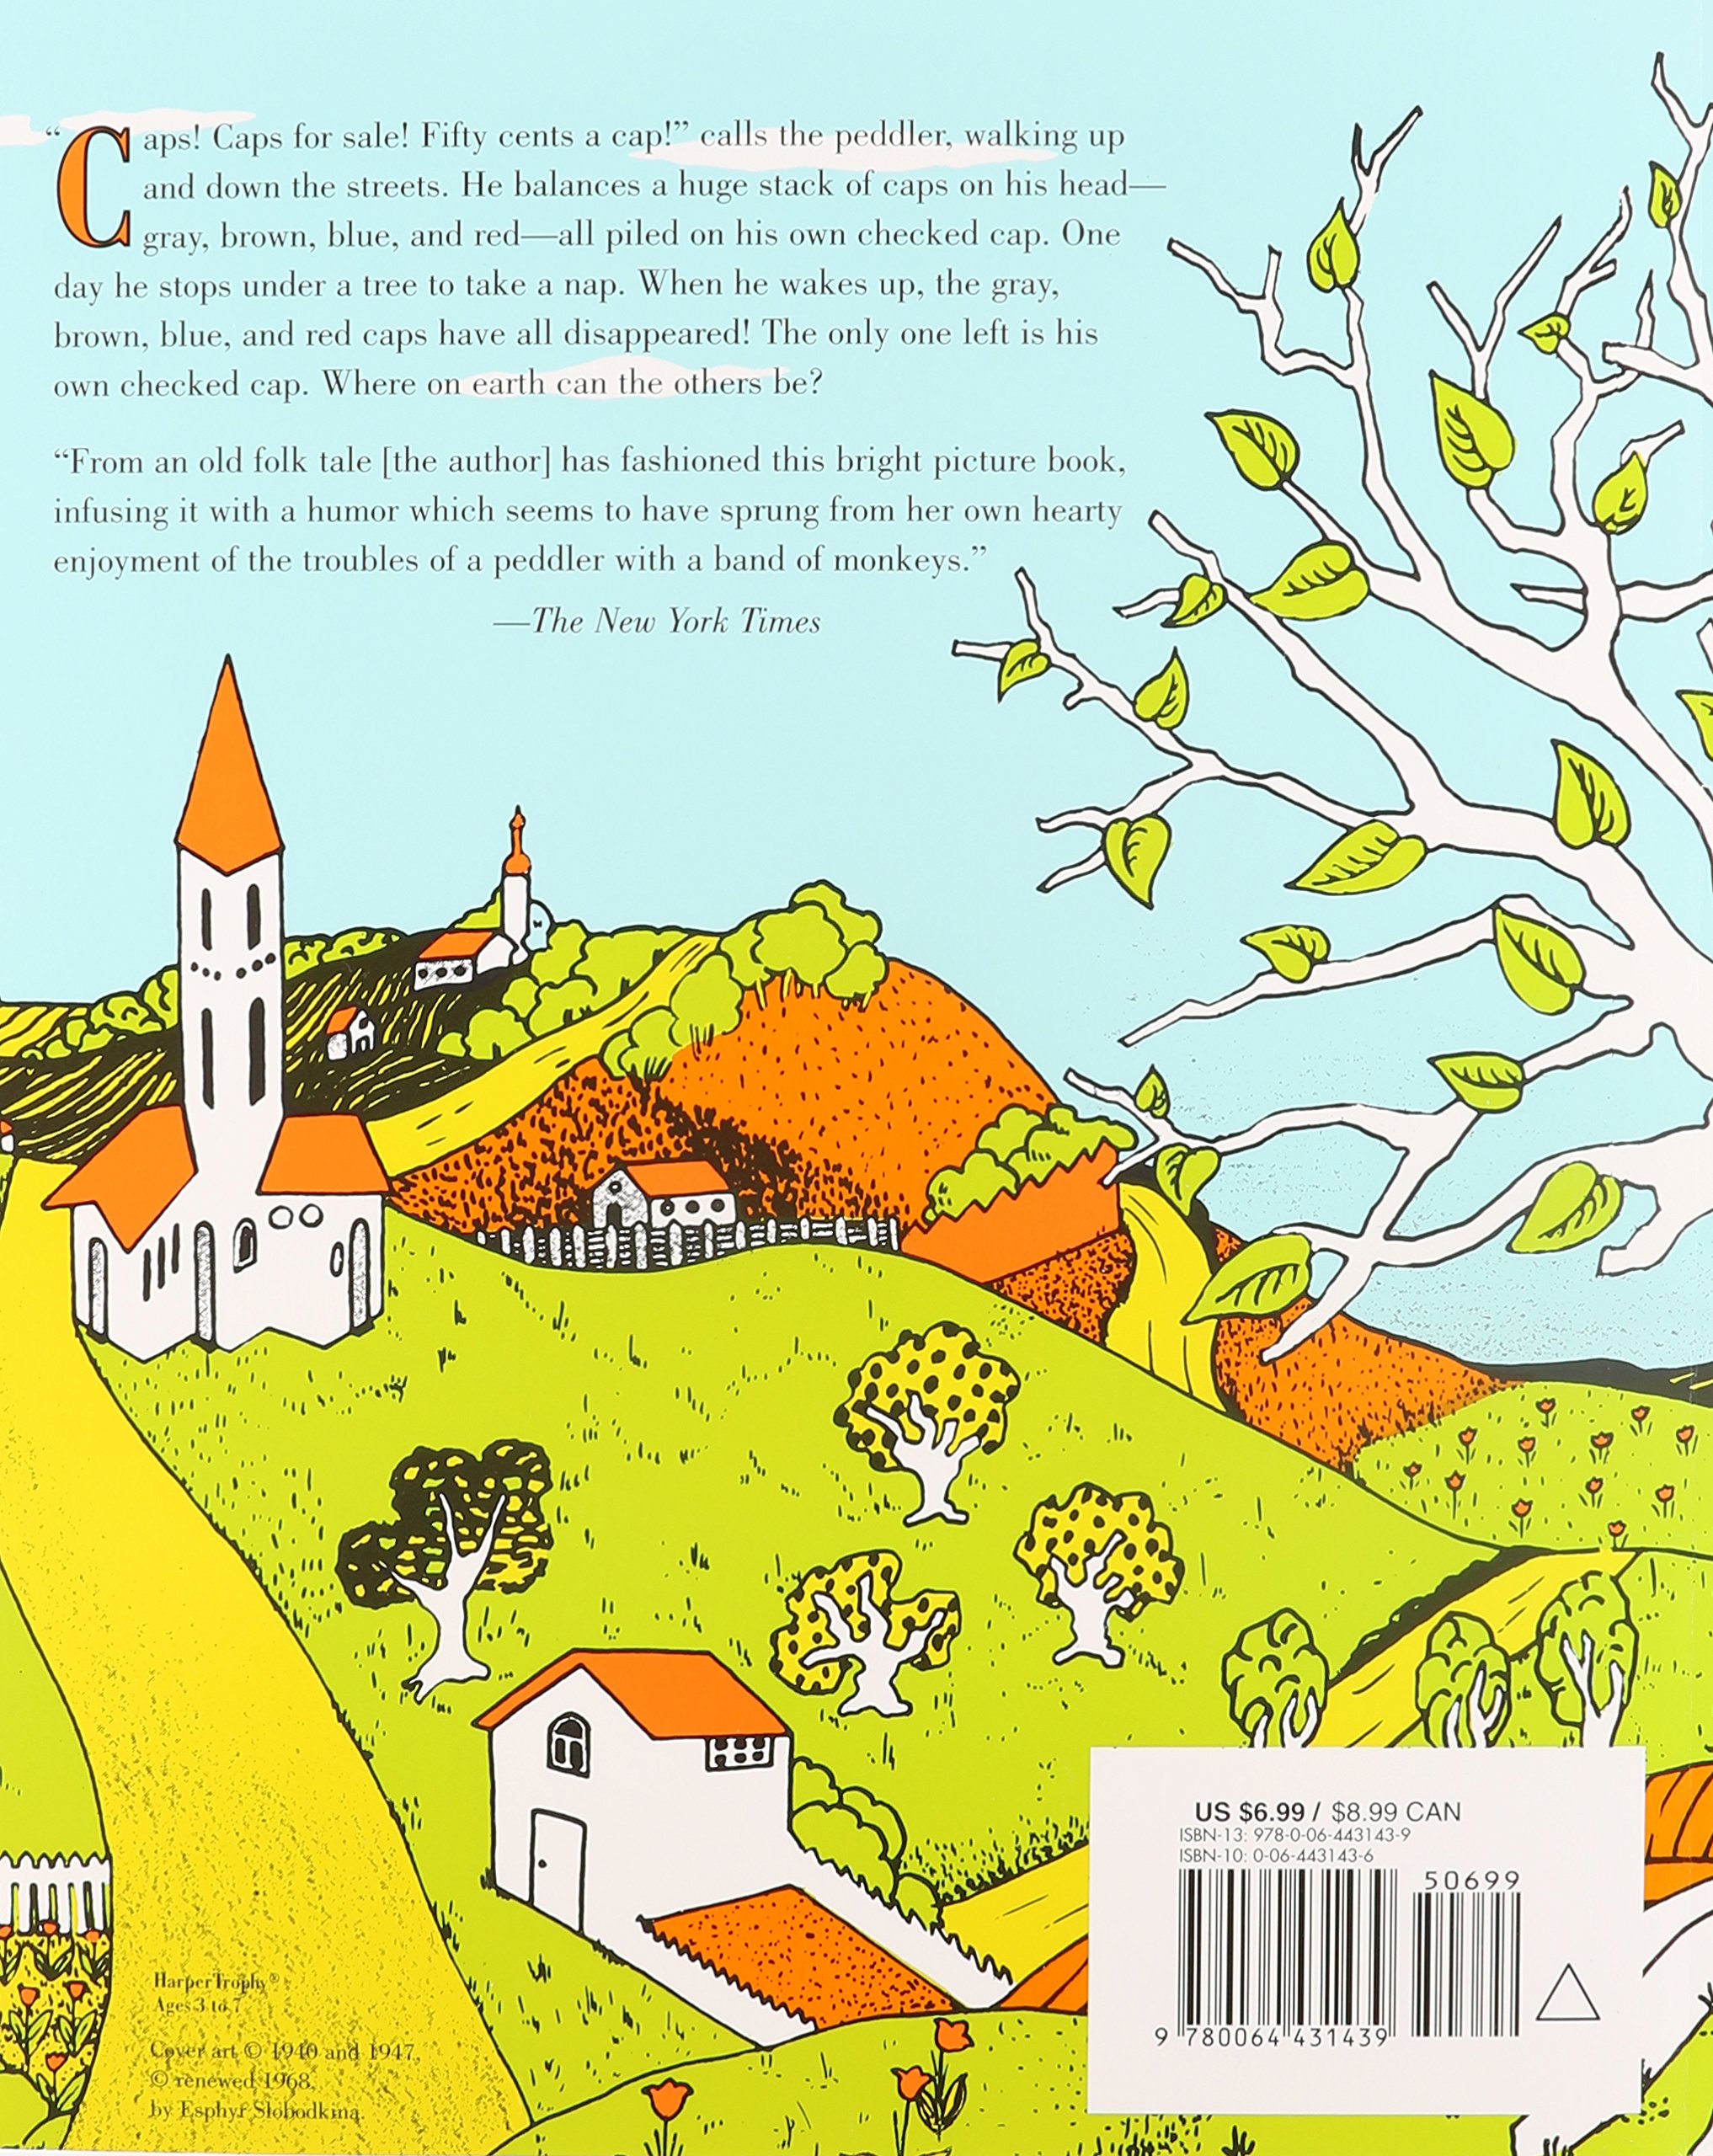 “Caps! Caps for sale! Fifty cents a cap!” calls the peddler, walking up
and down the streets. He balances a huge stack of caps on his head—
gray, brown, blue, and red—all piled on his own checked cap. One
day he stops under a tree to take a nap. When he wakes up, the gray,
brown, blue, and red caps have all disappeared! The only one left is his
own checked cap. Where on earth can the others be?
“From an old folk tale [the author] has fashioned this bright picture book,
infusing it with a humor which seems to have sprung from her own hearty
enjoyment of the troubles of a peddler with a band of monkeys.”
—The New York Times
HarperTrophy®
Ages 3 to 7
Cover art © 1940 and 1947,
© renewed 1968,
by Esphyr Slobodkina.
US $6.99 / $8.99 CAN
ISBN-13: 978-0-06-443143-9
ISBN-10: 0-06-443143-6
50699
9 780064 431439